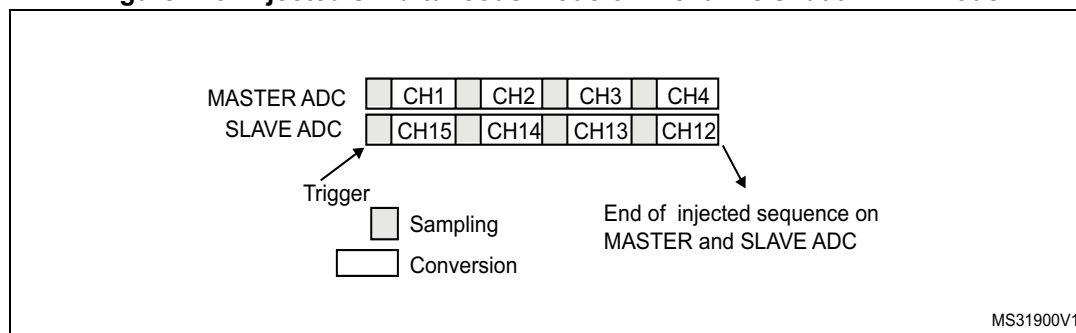 MASTER ADC CH1 CH2 CH3 CH4
SLAVE ADC CH15 CH14 CH13 CH12
Trigger
Sampling
Conversion
End of injected sequence on
MASTER and SLAVE ADC
MS31900V1